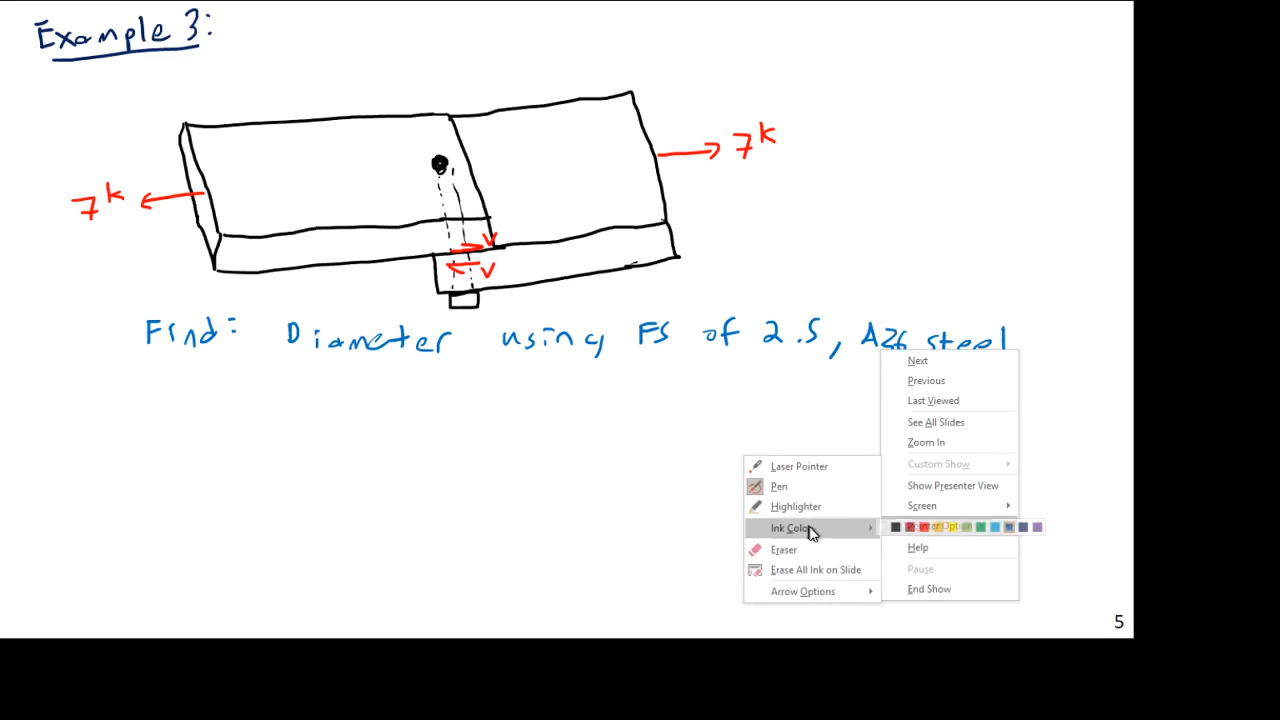 Example 3:
7k
7k
V
V
Find: Diameter using FS of 2.5, A36 steel
Next
Previous
Last Viewed
See All Slides
Zoom In
Custom Show
Show Presenter View
Screen
Help
Pause
End Show
Laser Pointer
Pen
Highlighter
Ink Color
Eraser
Erase All Ink on Slide
Arrow Options
5